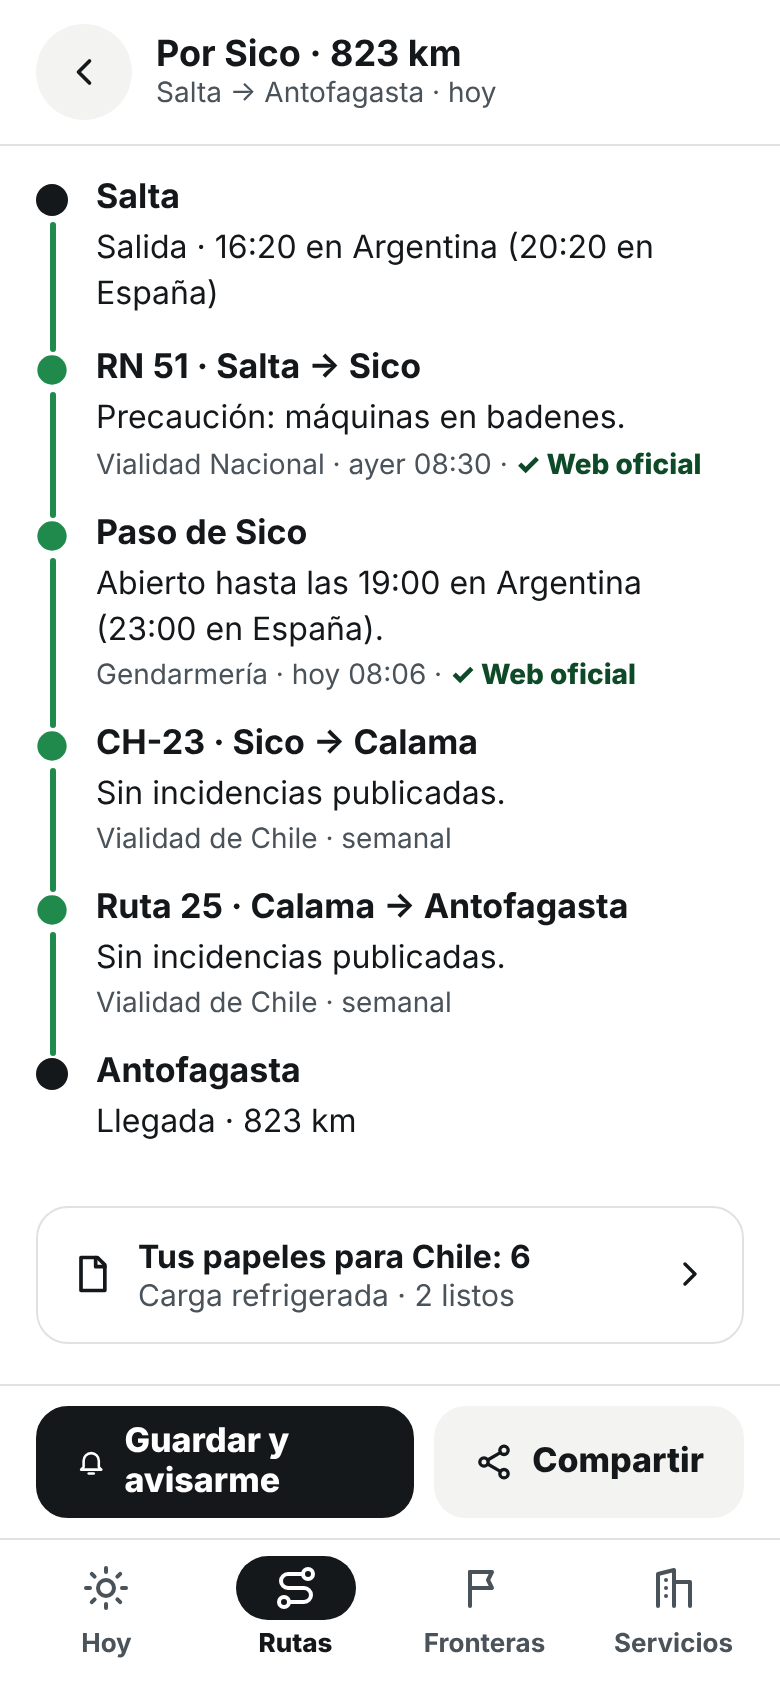 Por Sico · 823 km
Salta → Antofagasta · hoy
Salta
Salida · 16:20 en Argentina (20:20 en
España)
RN 51 · Salta → Sico
Precaución: máquinas en badenes.
Vialidad Nacional · ayer 08:30 · ✓ Web oficial
Paso de Sico
Abierto hasta las 19:00 en Argentina
(23:00 en España).
Gendarmería · hoy 08:06 · ✓ Web oficial
CH-23 · Sico → Calama
Sin incidencias publicadas.
Vialidad de Chile · semanal
Ruta 25 · Calama → Antofagasta
Sin incidencias publicadas.
Vialidad de Chile · semanal
Antofagasta
Llegada · 823 km
Tus papeles para Chile: 6
Carga refrigerada · 2 listos
Guardar y
avisarme
Compartir
Hoy
Rutas
Fronteras
Servicios